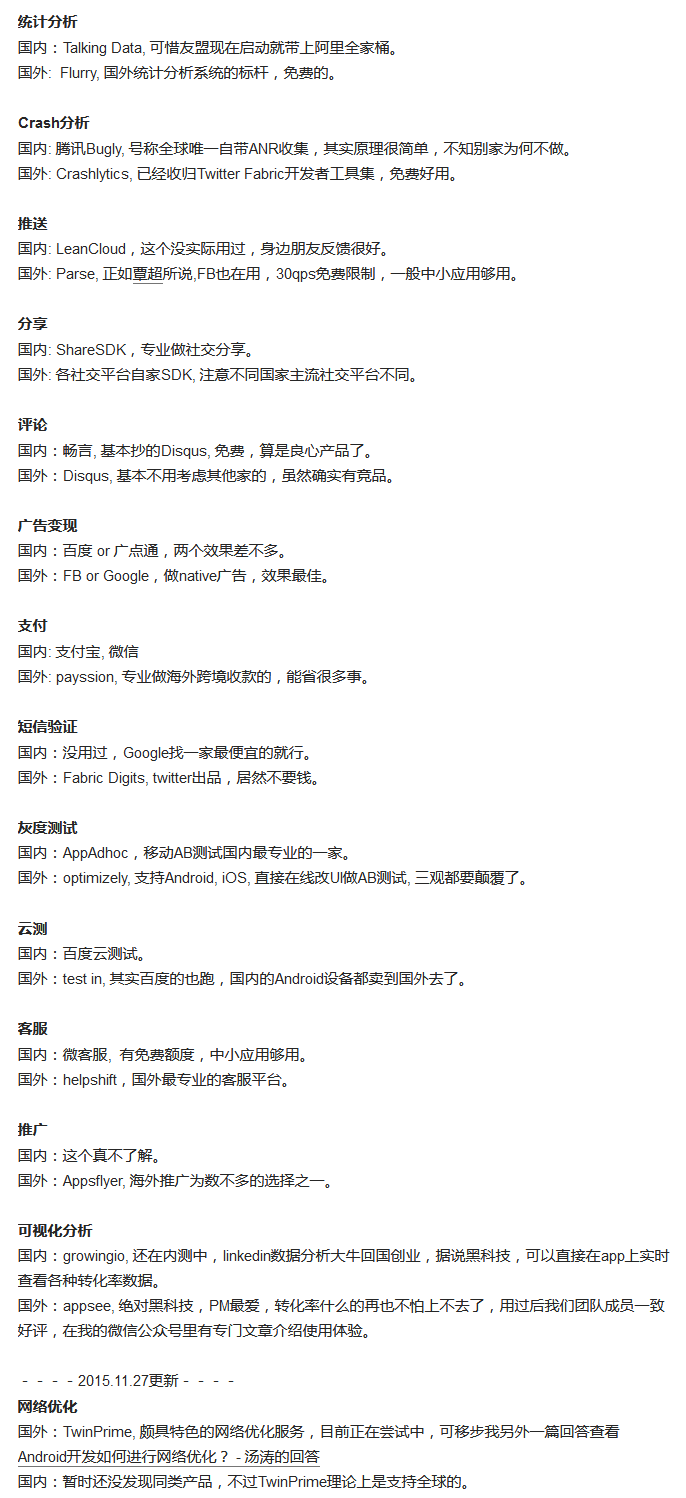 统计分析
国内：Talking Data, 可惜友盟现在启动就带上阿里全家桶。
国外:  Flurry, 国外统计分析系统的标杆，免费的。
Crash分析
国内: 腾讯Bugly, 号称全球唯一自带ANR收集，其实原理很简单，不知别家为何不做。
国外: Crashlytics, 已经收归Twitter Fabric开发者工具集，免费好用。
推送
国内: LeanCloud，这个没实际用过，身边朋友反馈很好。
国外: Parse, 正如覃超所说,FB也在用，30qps免费限制，一般中小应用够用。
分享
国内: ShareSDK，专业做社交分享。
国外: 各社交平台自家SDK, 注意不同国家主流社交平台不同。
评论
国内：畅言, 基本抄的Disqus, 免费，算是良心产品了。
国外：Disqus, 基本不用考虑其他家的，虽然确实有竞品。
广告变现
国内：百度 or 广点通，两个效果差不多。
国外：FB or Google，做native广告，效果最佳。
支付
国内: 支付宝, 微信
国外: payssion, 专业做海外跨境收款的，能省很多事。
短信验证
国内：没用过，Google找一家最便宜的就行。
国外：Fabric Digits, twitter出品，居然不要钱。
灰度测试
国内：AppAdhoc，移动AB测试国内最专业的一家。
国外：optimizely, 支持Android, iOS, 直接在线改UI做AB测试, 三观都要颠覆了。
云测
国内：百度云测试。
国外：test in, 其实百度的也跑，国内的Android设备都卖到国外去了。
客服
国内：微客服,  有免费额度，中小应用够用。
国外：helpshift，国外最专业的客服平台。
推广
国内：这个真不了解。
国外：Appsflyer, 海外推广为数不多的选择之一。
可视化分析
国内：growingio, 还在内测中，linkedin数据分析大牛回国创业，据说黑科技，可以直接在app上实时
查看各种转化率数据。
国外：appsee, 绝对黑科技，PM最爱，转化率什么的再也不怕上不去了，用过后我们团队成员一致
好评，在我的微信公众号里有专门文章介绍使用体验。
－－－－2015.11.27更新－－－－
网络优化
国外：TwinPrime, 颇具特色的网络优化服务，目前正在尝试中，可移步我另外一篇回答查看
Android开发如何进行网络优化？ - 汤涛的回答
国内：暂时还没发现同类产品，不过TwinPrime理论上是支持全球的。